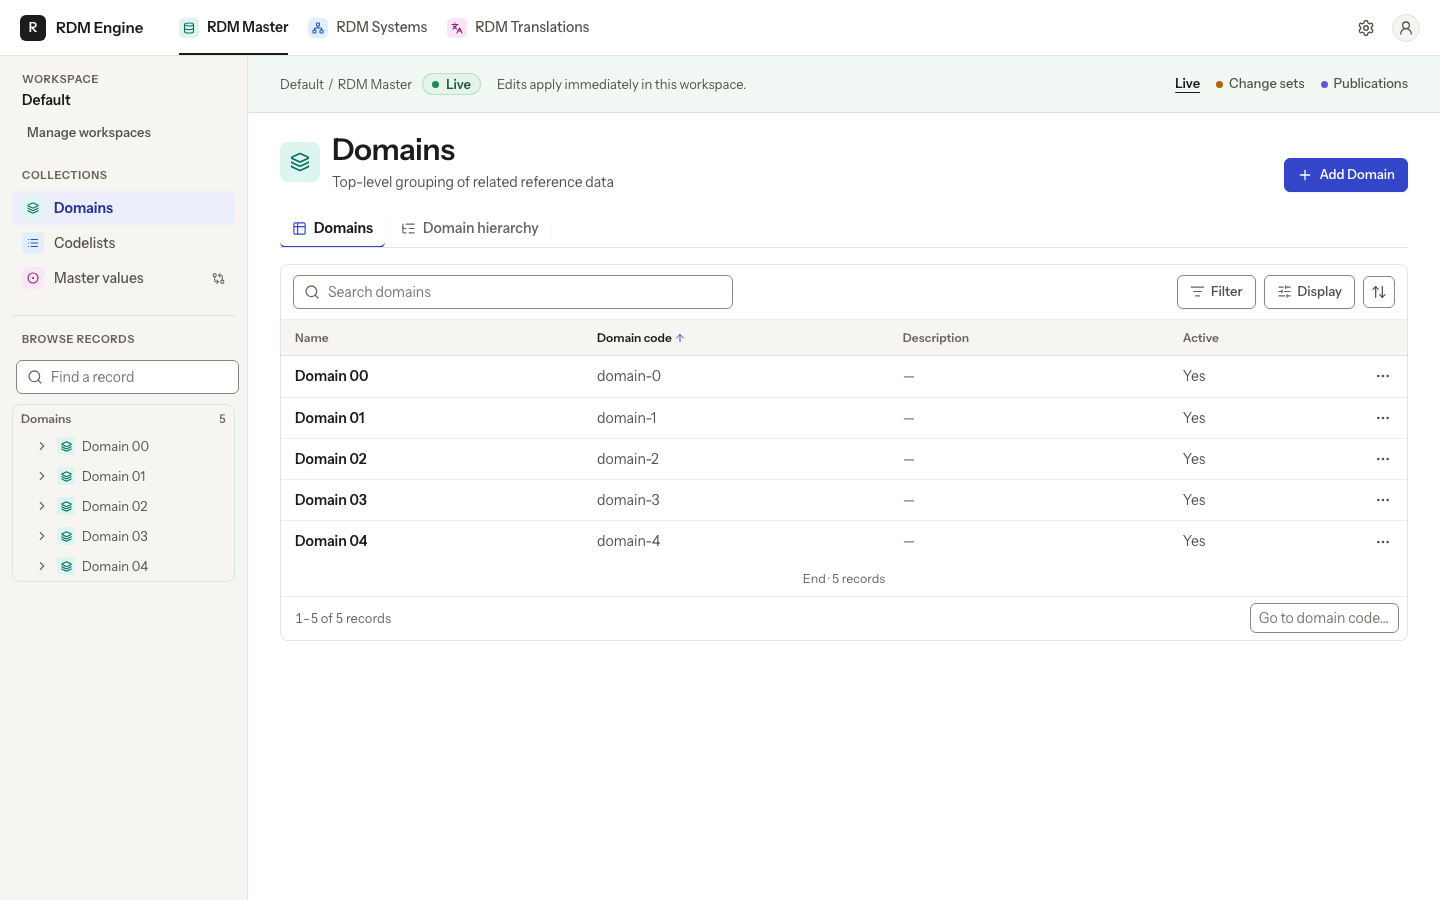 R RDM Engine RDM Master RDM Systems RDM Translations
WORKSPACE
Default
Manage workspaces
COLLECTIONS
Domains
Codelists
Master values
BROWSE RECORDS
Find a record
Domains 5
Domain 00
Domain 01
Domain 02
Domain 03
Domain 04
Default / RDM Master Live Edits apply immediately in this workspace. Live Change sets Publications
Domains
Top-level grouping of related reference data
Add Domain
Domains Domain hierarchy
Search domains Filter Display
Name Domain code Description Active
Domain 00 domain-0 — Yes
Domain 01 domain-1 — Yes
Domain 02 domain-2 — Yes
Domain 03 domain-3 — Yes
Domain 04 domain-4 — Yes
End · 5 records
1–5 of 5 records Go to domain code...